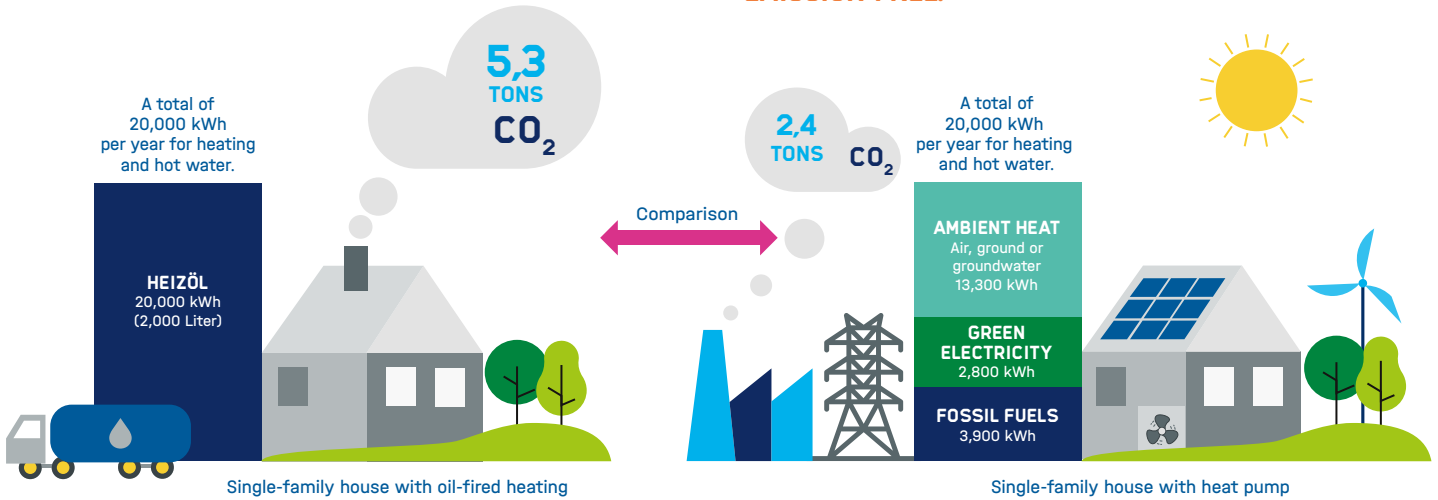 A total of
20,000 kWh
per year for heating
and hot water.
HEIZÖL
20,000 kWh
(2,000 Liter)
5,3
TONS
CO₂
Single-family house with oil-fired heating
Comparison
2,4
TONS
CO₂
A total of
20,000 kWh
per year for heating
and hot water.
AMBIENT HEAT
Air, ground or
groundwater
13,300 kWh
GREEN
ELECTRICITY
2,800 kWh
FOSSIL FUELS
3,900 kWh
Single-family house with heat pump